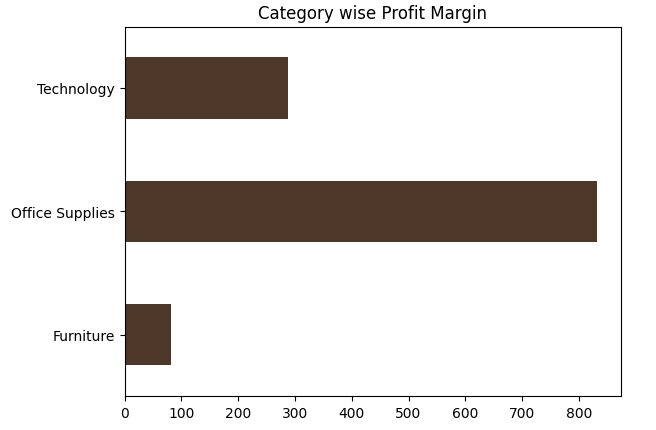 Category wise Profit Margin
Technology
Office Supplies
Furniture
0 100 200 300 400 500 600 700 800